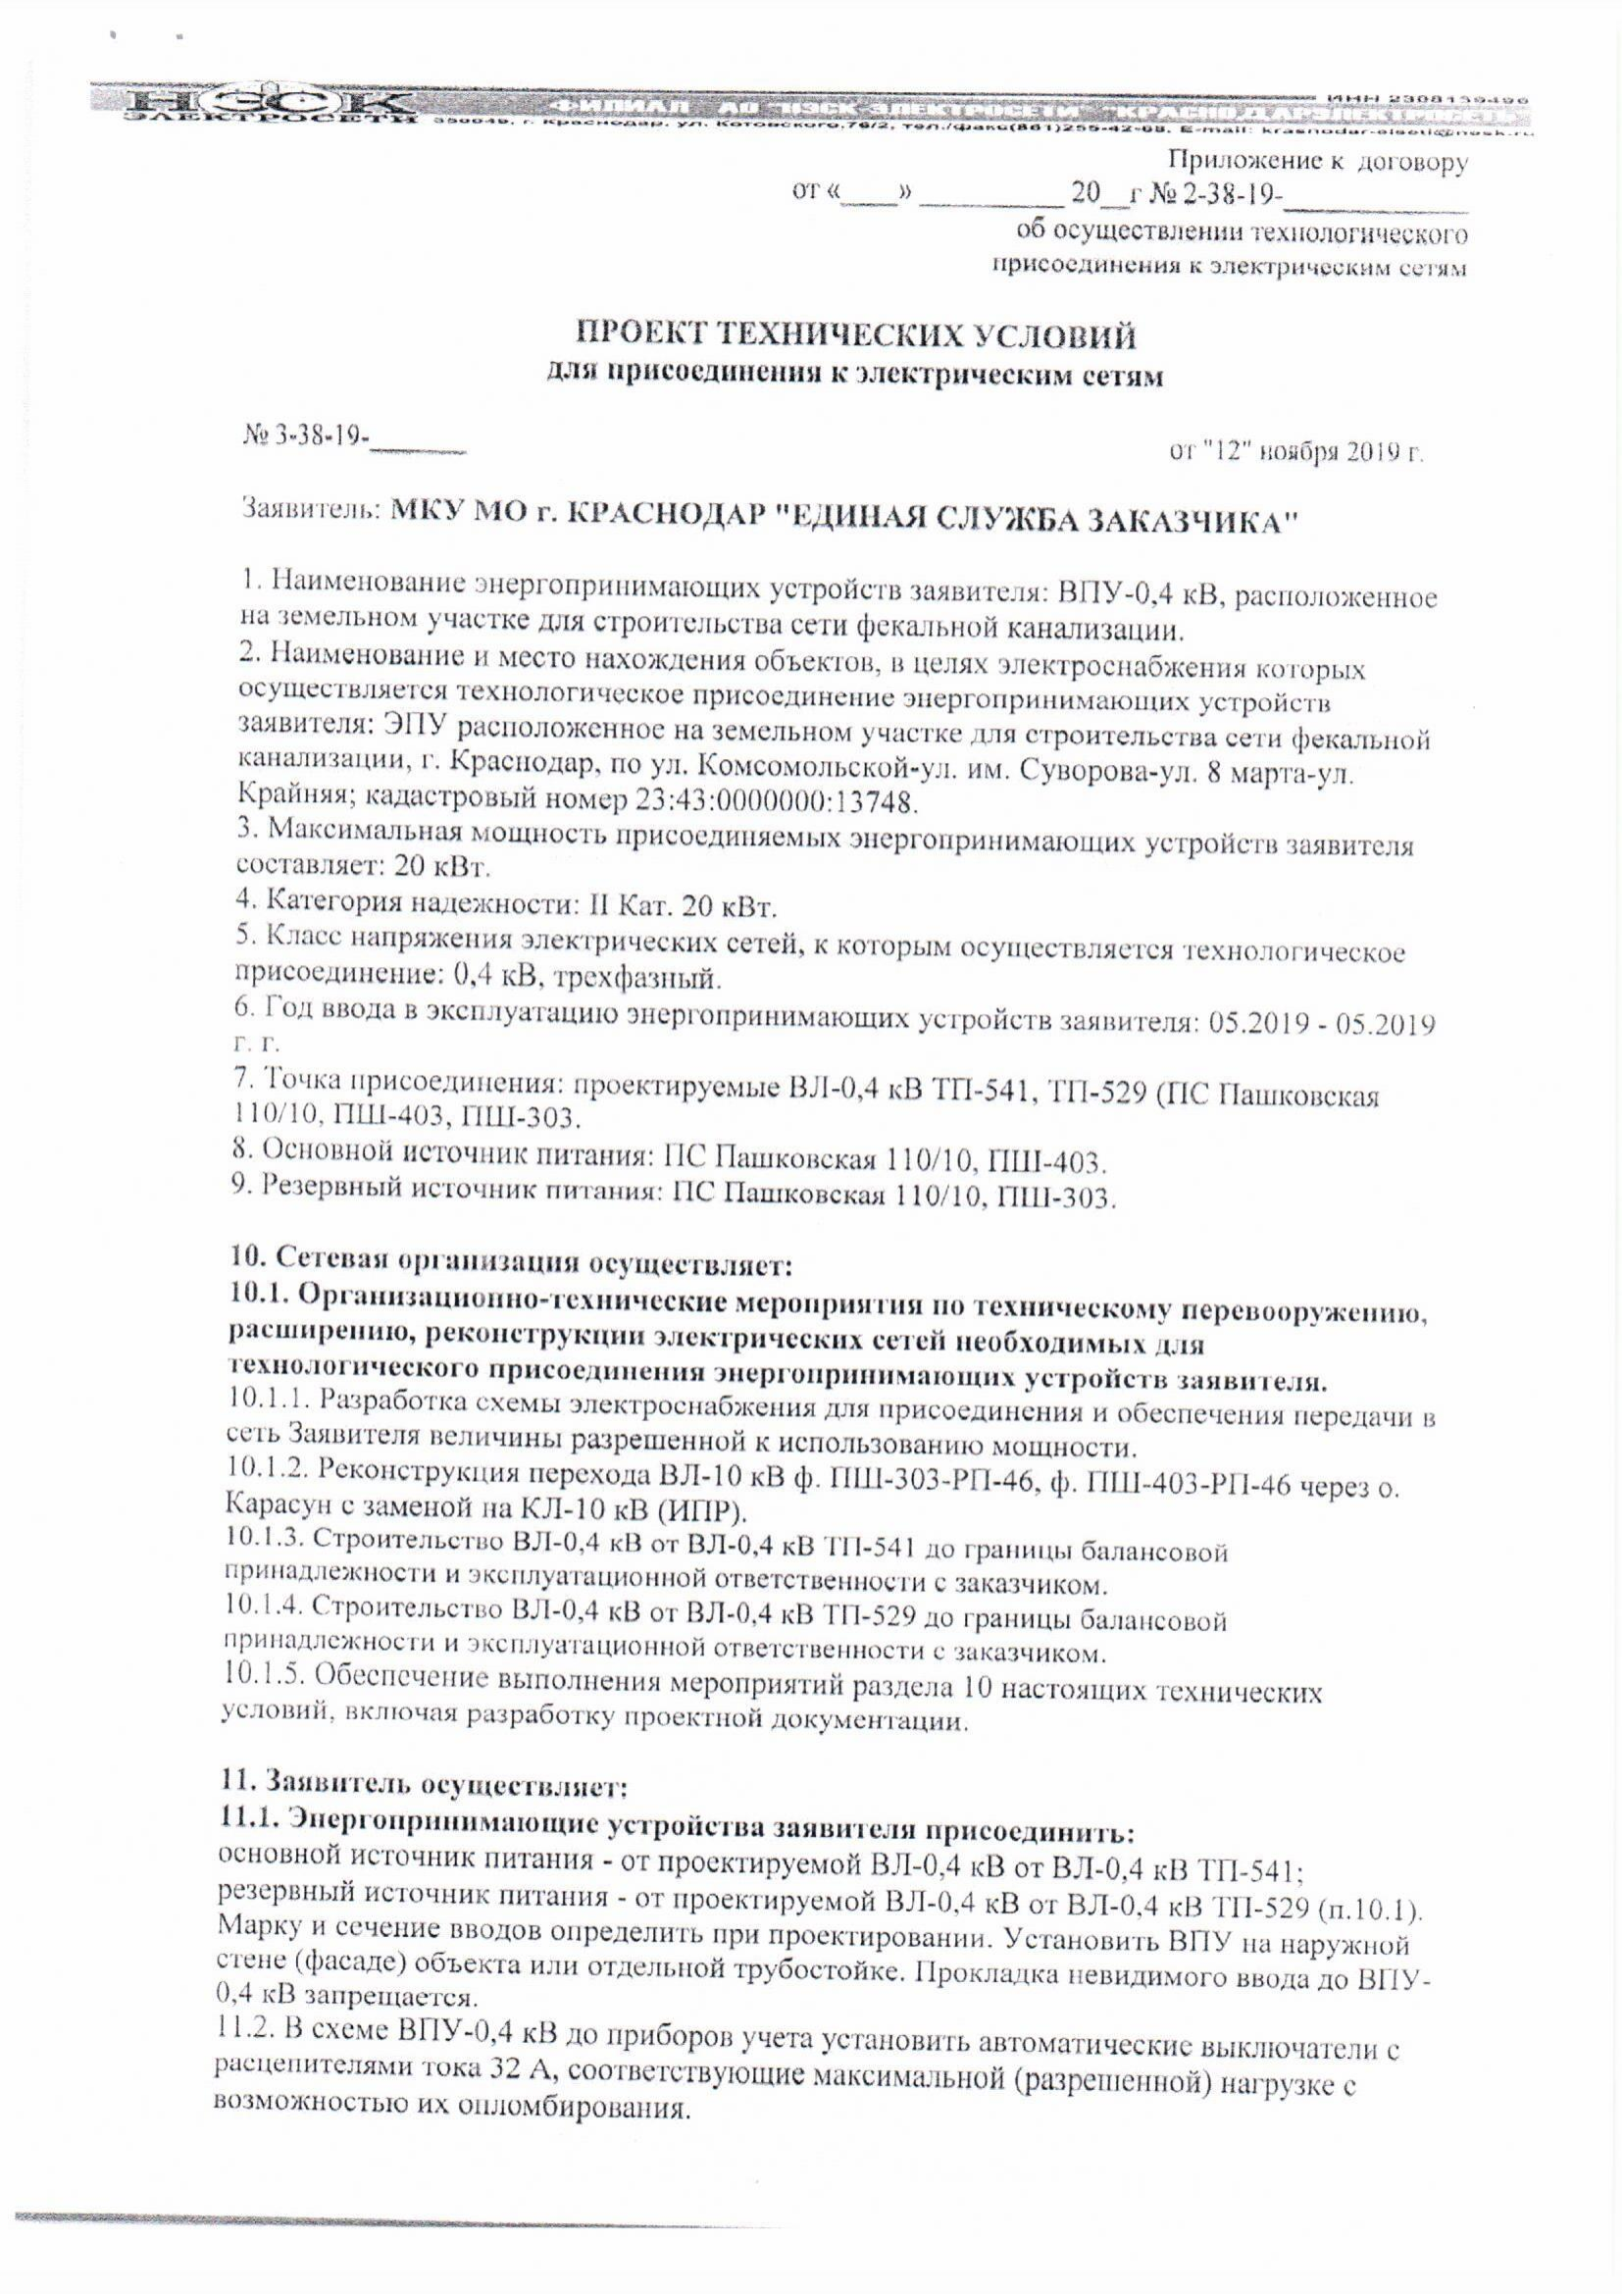 НЭСК
ЭЛЕКТРОСЕТИ
ИНН 2308139496
ФИЛИАЛ АО "НЭСК-ЭЛЕКТРОСЕТИ" "КРАСНОДАРЭЛЕКТРОСЕТЬ"
350049, г. Краснодар, ул. Котовского,76/2, тел./факс(861)255-42-68, E-mail:
Приложение к договору
от «____» __________ 20__г № 2-38-19-_____________
об осуществлении технологического
присоединения к электрическим сетям
ПРОЕКТ ТЕХНИЧЕСКИХ УСЛОВИЙ
для присоединения к электрическим сетям
№ 3-38-19-_______
от "12" ноября 2019 г.
Заявитель: МКУ МО г. КРАСНОДАР "ЕДИНАЯ СЛУЖБА ЗАКАЗЧИКА"
1. Наименование энергопринимающих устройств заявителя: ВПУ-0,4 кВ, расположенное
на земельном участке для строительства сети фекальной канализации.
2. Наименование и место нахождения объектов, в целях электроснабжения которых
осуществляется технологическое присоединение энергопринимающих устройств
заявителя: ЭПУ расположенное на земельном участке для строительства сети фекальной
канализации, г. Краснодар, по ул. Комсомольской-ул. им. Суворова-ул. 8 марта-ул.
Крайняя; кадастровый номер 23:43:0000000:13748.
3. Максимальная мощность присоединяемых энергопринимающих устройств заявителя
составляет: 20 кВт.
4. Категория надежности: II Кат. 20 кВт.
5. Класс напряжения электрических сетей, к которым осуществляется технологическое
присоединение: 0,4 кВ, трехфазный.
6. Год ввода в эксплуатацию энергопринимающих устройств заявителя: 05.2019 - 05.2019
г. г.
7. Точка присоединения: проектируемые ВЛ-0,4 кВ ТП-541, ТП-529 (ПС Пашковская
110/10, ПШ-403, ПШ-303.
8. Основной источник питания: ПС Пашковская 110/10, ПШ-403.
9. Резервный источник питания: ПС Пашковская 110/10, ПШ-303.
10. Сетевая организация осуществляет:
10.1. Организационно-технические мероприятия по техническому перевооружению,
расширению, реконструкции электрических сетей необходимых для
технологического присоединения энергопринимающих устройств заявителя.
10.1.1. Разработка схемы электроснабжения для присоединения и обеспечения передачи в
сеть Заявителя величины разрешенной к использованию мощности.
10.1.2. Реконструкция перехода ВЛ-10 кВ ф. ПШ-303-РП-46, ф. ПШ-403-РП-46 через о.
Карасун с заменой на КЛ-10 кВ (ИПР).
10.1.3. Строительство ВЛ-0,4 кВ от ВЛ-0,4 кВ ТП-541 до границы балансовой
принадлежности и эксплуатационной ответственности с заказчиком.
10.1.4. Строительство ВЛ-0,4 кВ от ВЛ-0,4 кВ ТП-529 до границы балансовой
принадлежности и эксплуатационной ответственности с заказчиком.
10.1.5. Обеспечение выполнения мероприятий раздела 10 настоящих технических
условий, включая разработку проектной документации.
11. Заявитель осуществляет:
11.1. Энергопринимающие устройства заявителя присоединить:
основной источник питания - от проектируемой ВЛ-0,4 кВ от ВЛ-0,4 кВ ТП-541;
резервный источник питания - от проектируемой ВЛ-0,4 кВ от ВЛ-0,4 кВ ТП-529 (п.10.1).
Марку и сечение вводов определить при проектировании. Установить ВПУ на наружной
стене (фасаде) объекта или отдельной трубостойке. Прокладка невидимого ввода до ВПУ-
0,4 кВ запрещается.
11.2. В схеме ВПУ-0,4 кВ до приборов учета установить автоматические выключатели с
расцепителями тока 32 А, соответствующие максимальной (разрешенной) нагрузке с
возможностью их опломбирования.